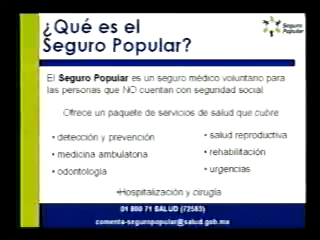 ¿Qué es el
Seguro Popular?
Seguro
Popular
El Seguro Popular es un seguro médico voluntario para
las personas que NO cuentan con seguridad social.
Ofrece un paquete de servicios de salud que cubre
• detección y prevención
• medicina ambulatoria
• odontología
• salud reproductiva
• rehabilitación
• urgencias
•Hospitalización y cirugía
01 800 71 SALUD (72583)
comenta-seguropopular@salud.gob.mx